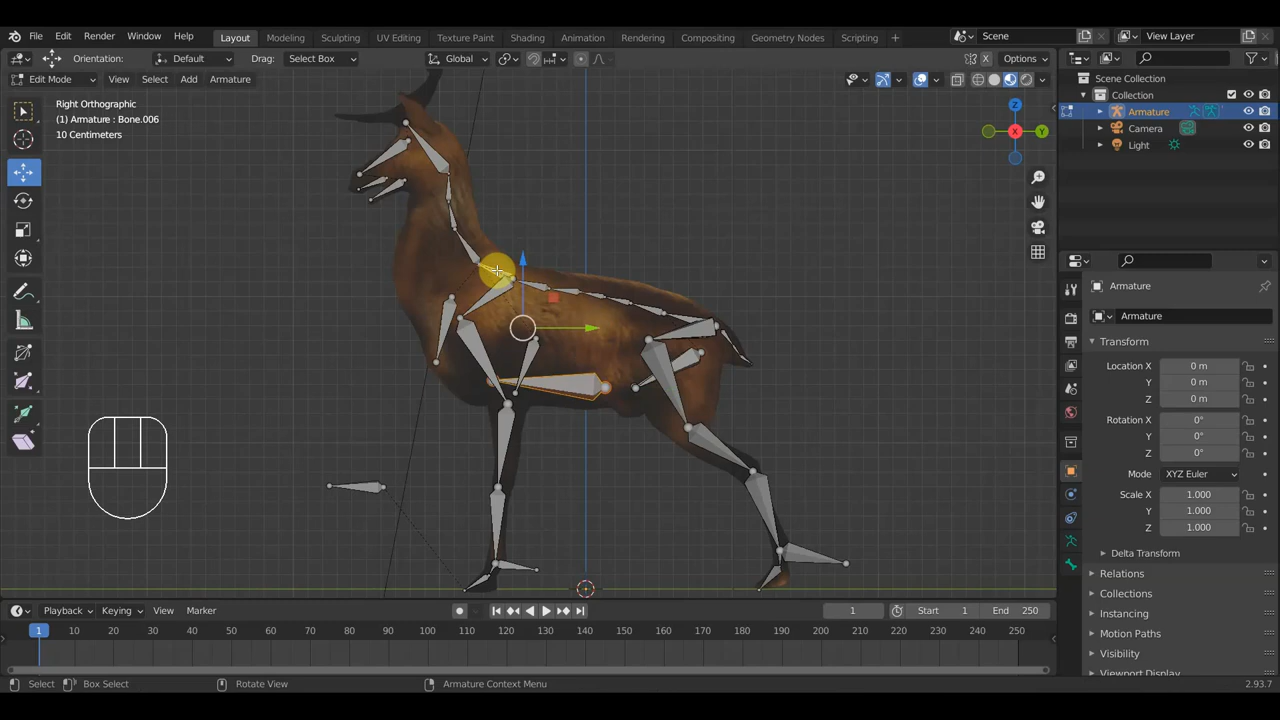 File Edit Render Window Help Layout Modeling Sculpting UV Editing Texture Paint Shading Animation Rendering Compositing Geometry Nodes Scripting + Scene View Layer
Orientation: Default Drag: Select Box Global Options
Edit Mode View Select Add Armature
Right Orthographic
(1) Armature : Bone.006
10 Centimeters
Z
X
Y
Scene Collection
Collection
Armature
Camera
Light
Armature
Armature
Transform
Location X 0 m
Y 0 m
Z 0 m
Rotation X 0°
Y 0°
Z 0°
Mode XYZ Euler
Scale X 1.000
Y 1.000
Z 1.000
Delta Transform
Relations
Collections
Instancing
Motion Paths
Visibility
Viewport Display
Playback Keying View Marker 1 Start 1 End 250
1 10 20 30 40 50 60 70 80 90 100 110 120 130 140 150 160 170 180 190 200 210 220 230 240 250
Select Box Select Rotate View Armature Context Menu 2.93.7